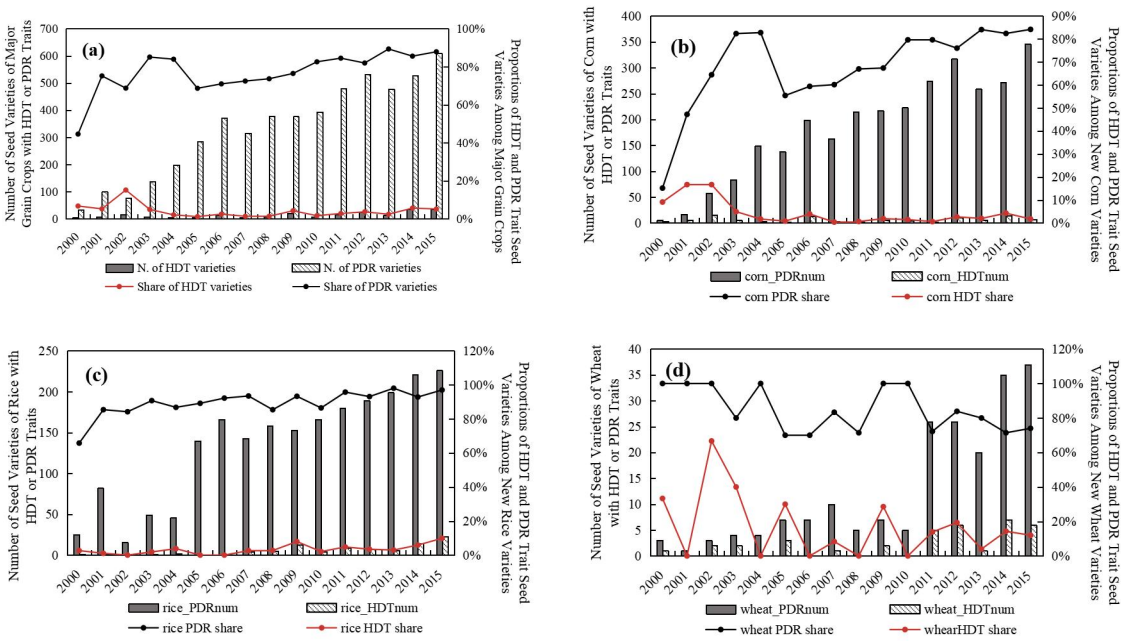 (a)
Number of Seed Varieties of Major
Grain Crops with HDT or PDR Traits
700
600
500
400
300
200
100
0
100%
80%
60%
40%
20%
0%
Proportions of HDT and PDR Trait Seed
Varieties Among Major Grain Crops
2000 2001 2002 2003 2004 2005 2006 2007 2008 2009 2010 2011 2012 2013 2014 2015
N. of HDT varieties
N. of PDR varieties
Share of HDT varieties
Share of PDR varieties
(b)
Number of Seed Varieties of Corn with
HDT or PDR Traits
400
350
300
250
200
150
100
50
0
90%
80%
70%
60%
50%
40%
30%
20%
10%
0%
Proportions of HDT and PDR Trait Seed
Varieties Among New Corn Varieties
2000 2001 2002 2003 2004 2005 2006 2007 2008 2009 2010 2011 2012 2013 2014 2015
corn_PDRnum
corn_HDTnum
corn PDR share
corn HDT share
(c)
Number of Seed Varieties of Rice with
HDT or PDR Traits
250
200
150
100
50
0
120%
100%
80%
60%
40%
20%
0%
Proportions of HDT and PDR Trait Seed
Varieties Among New Rice Varieties
2000 2001 2002 2003 2004 2005 2006 2007 2008 2009 2010 2011 2012 2013 2014 2015
rice_PDRnum
rice_HDTnum
rice PDR share
rice HDT share
(d)
Number of Seed Varieties of Wheat
with HDT or PDR Traits
40
35
30
25
20
15
10
5
0
120%
100%
80%
60%
40%
20%
0%
Proportions of HDT and PDR Trait Seed
Varieties Among New Wheat Varieties
2000 2001 2002 2003 2004 2005 2006 2007 2008 2009 2010 2011 2012 2013 2014 2015
wheat_PDRnum
wheat_HDTnum
wheat PDR share
whearHDT share